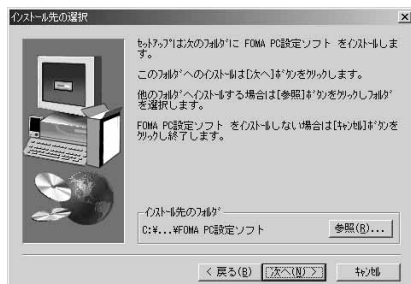 インストール先の選択
セットアップは次のフォルダに FOMA PC設定ソフト をインストールしま
す。
このフォルダへのインストールは[次へ]ボタンをクリックします。
他のフォルダへインストールする場合は[参照]ボタンをクリックしフォルダ
を選択します。
FOMA PC設定ソフト をインストールしない場合は[キャンセル]ボタンを
クリックし終了します。
インストール先のフォルダ
C:¥...¥FOMA PC設定ソフト
参照(R)...
< 戻る(B)
次へ(N) >
キャンセル